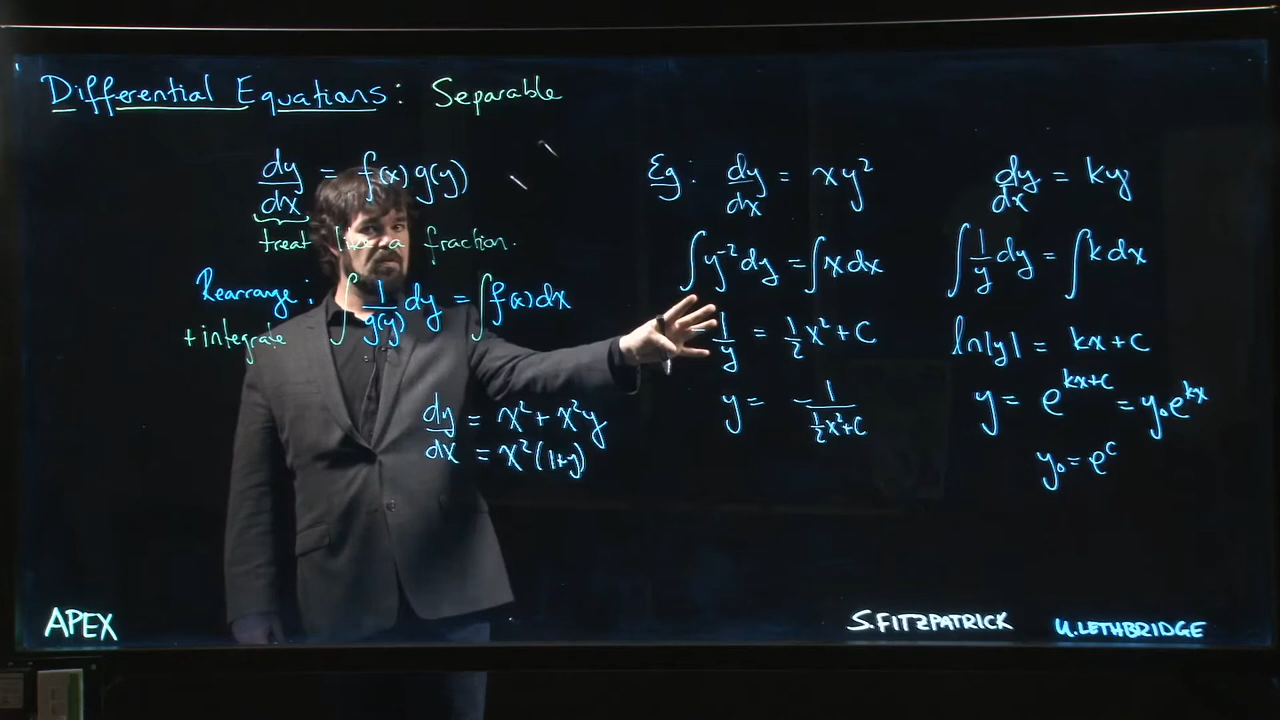 Differential Equations: Separable
dy/dx = f(x) g(y)
treat like a fraction.
Rearrange: ∫ 1/g(y) dy = ∫ f(x) dx
+ integrate
dy/dx = x² + x²y
= x²(1+y)
Eg: dy/dx = xy²
∫ y⁻² dy = ∫ x dx
- 1/y = ½x² + C
y = - 1/(½x² + C)
dy/dx = ky
∫ 1/y dy = ∫ k dx
ln|y| = kx + C
y = e^(kx+C) = y₀e^(kx)
y₀ = e^C
APEX
S.FITZPATRICK
U.LETHBRIDGE